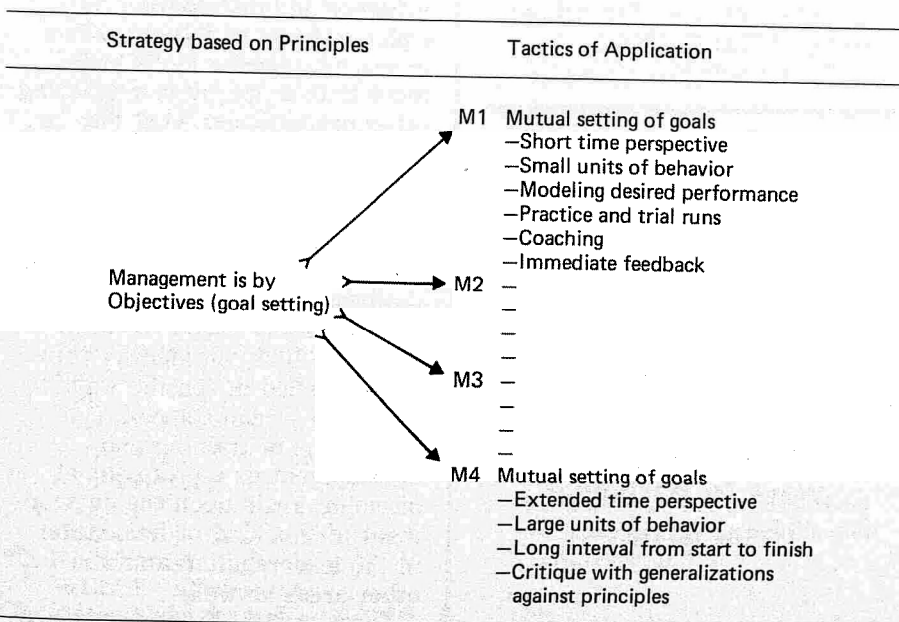 Strategy based on Principles
Tactics of Application
M1 Mutual setting of goals
—Short time perspective
—Small units of behavior
—Modeling desired performance
—Practice and trial runs
—Coaching
—Immediate feedback
Management is by
Objectives (goal setting)
M2 —
—
—
—
M3 —
—
—
—
M4 Mutual setting of goals
—Extended time perspective
—Large units of behavior
—Long interval from start to finish
—Critique with generalizations
against principles